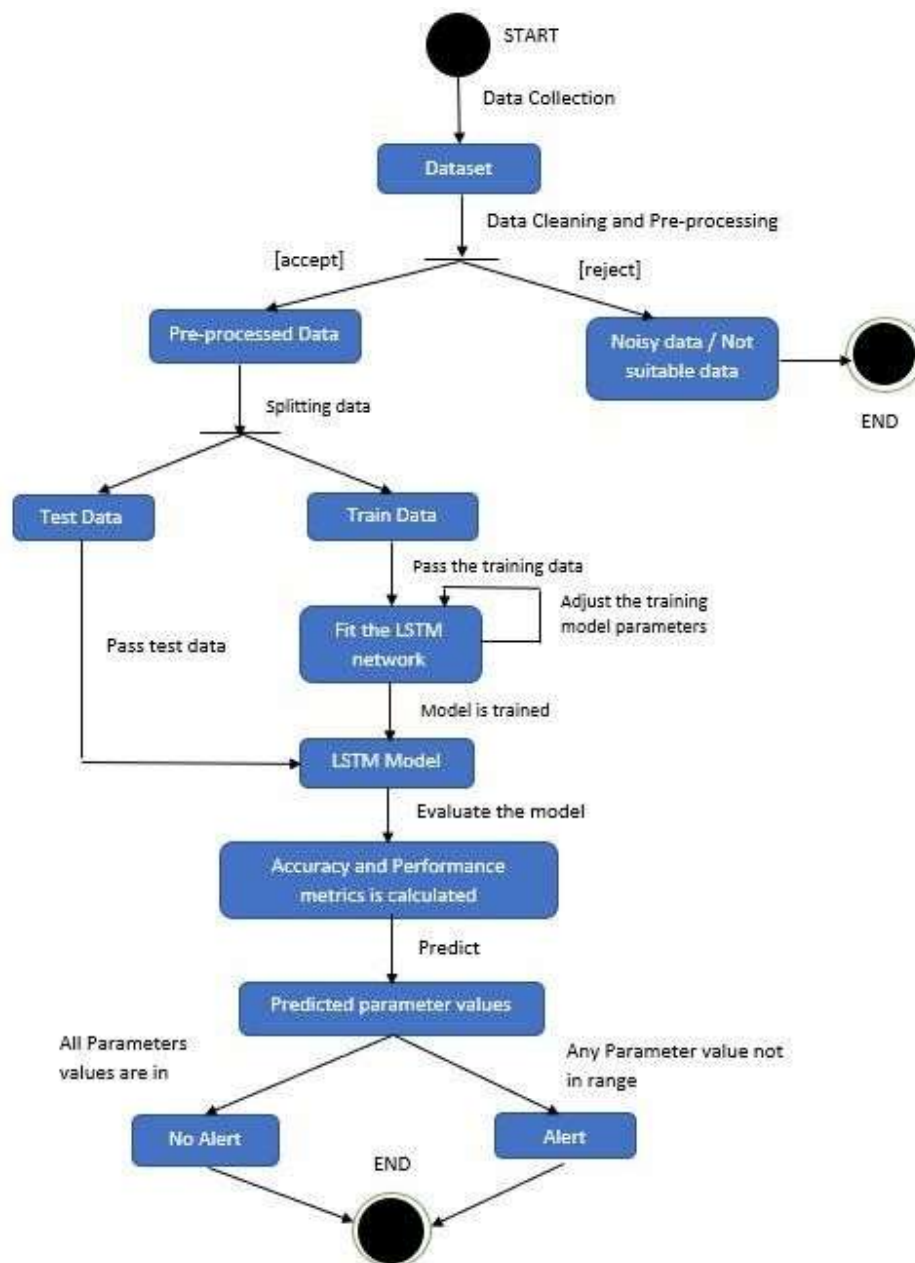 START
Data Collection
Dataset
Data Cleaning and Pre-processing
[accept]
[reject]
Pre-processed Data
Noisy data / Not
suitable data
END
Splitting data
Test Data
Train Data
Pass the training data
Adjust the training
model parameters
Fit the LSTM
network
Pass test data
Model is trained
LSTM Model
Evaluate the model
Accuracy and Performance
metrics is calculated
Predict
Predicted parameter values
All Parameters
values are in
Any Parameter value not
in range
No Alert
Alert
END